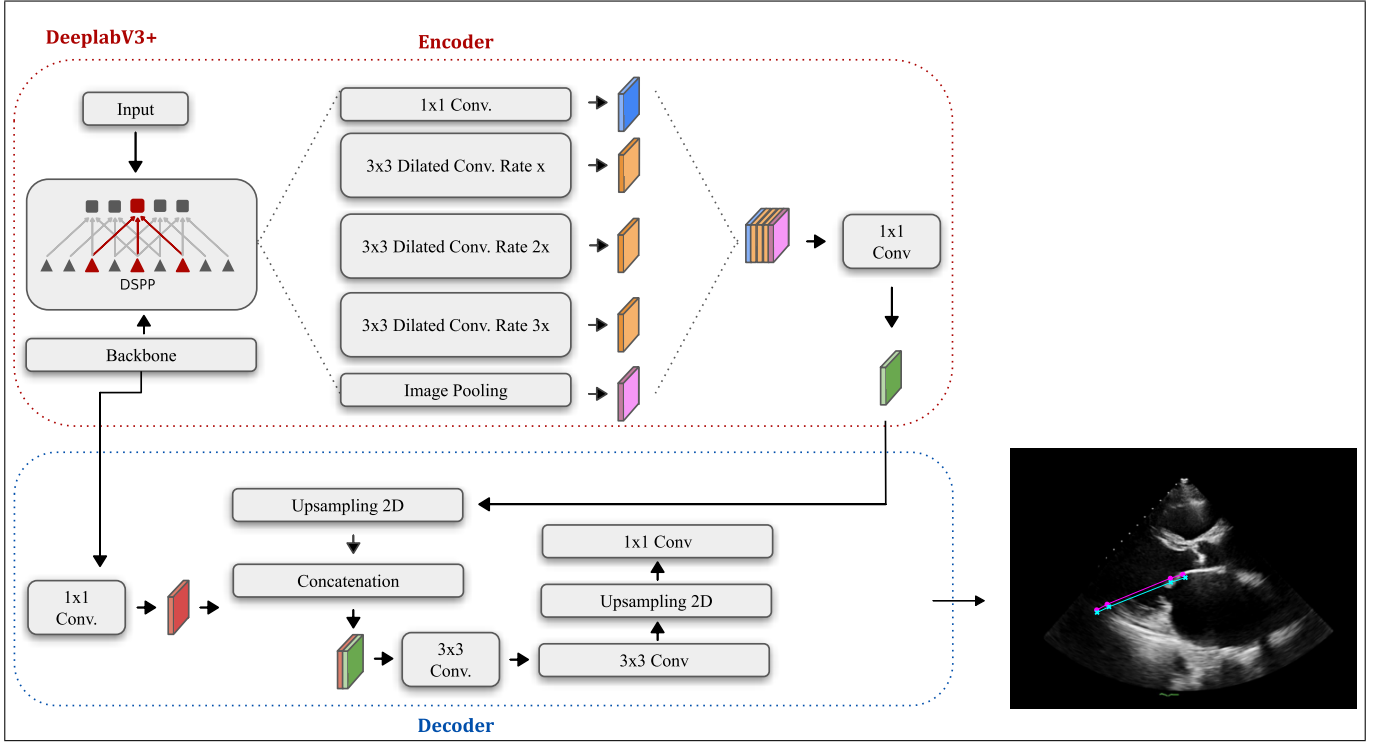 DeeplabV3+
Encoder
Input
DSPP
Backbone
1x1 Conv.
3x3 Dilated Conv. Rate x
3x3 Dilated Conv. Rate 2x
3x3 Dilated Conv. Rate 3x
Image Pooling
1x1
Conv
Upsampling 2D
Concatenation
1x1
Conv.
3x3
Conv.
1x1 Conv
Upsampling 2D
3x3 Conv
Decoder